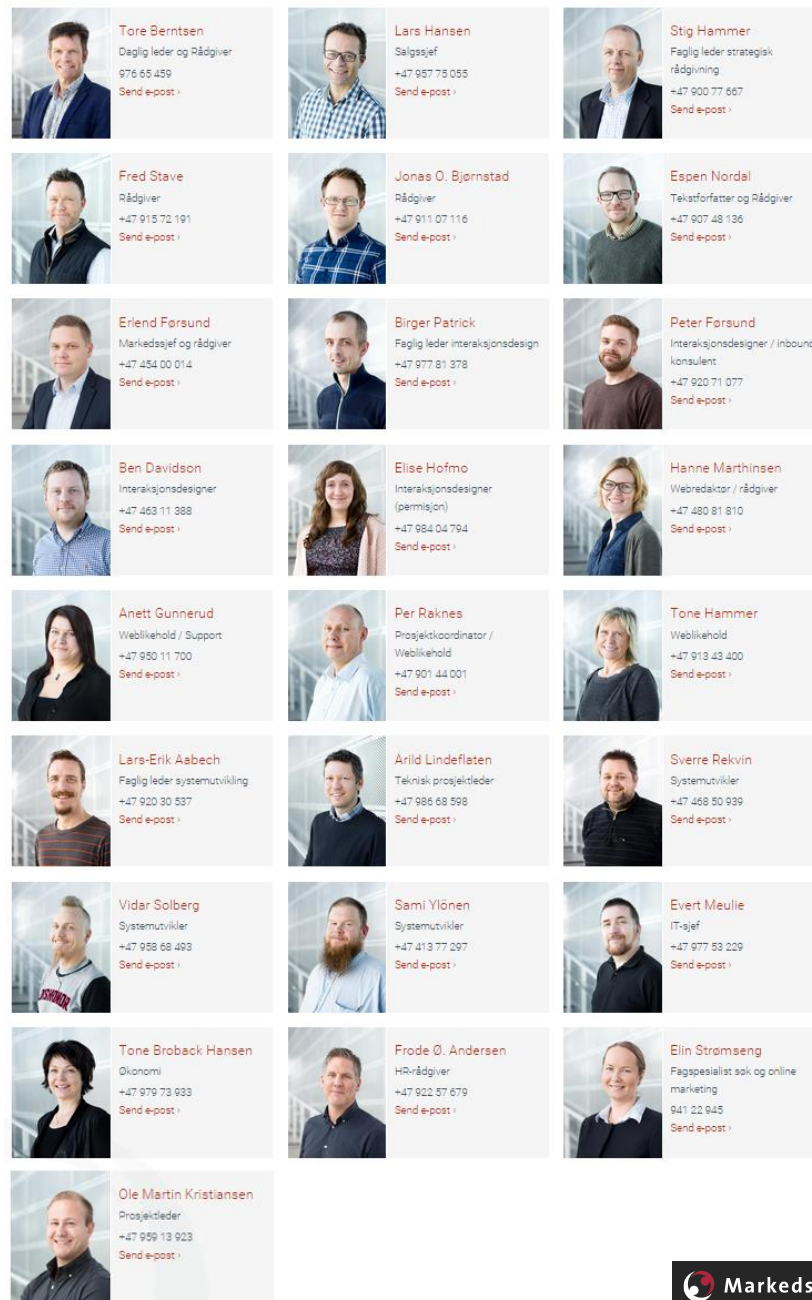 Tore Berntsen
Daglig leder og Rådgiver
976 65 459
Send e-post ›
Lars Hansen
Salgssjef
+47 957 75 055
Send e-post ›
Stig Hammer
Faglig leder strategisk
rådgivning
+47 900 77 667
Send e-post ›
Fred Stave
Rådgiver
+47 915 72 191
Send e-post ›
Jonas O. Bjørnstad
Rådgiver
+47 911 07 116
Send e-post ›
Espen Nordal
Tekstforfatter og Rådgiver
+47 907 48 136
Send e-post ›
Erlend Førsund
Markedssjef og rådgiver
+47 454 00 014
Send e-post ›
Birger Patrick
Faglig leder interaksjonsdesign
+47 977 81 378
Send e-post ›
Peter Førsund
Interaksjonsdesigner / inbound
konsulent
+47 920 71 077
Send e-post ›
Ben Davidson
Interaksjonsdesigner
+47 463 11 388
Send e-post ›
Elise Hofmo
Interaksjonsdesigner
(permisjon)
+47 984 04 794
Send e-post ›
Hanne Marthinsen
Webredaktør / rådgiver
+47 480 81 810
Send e-post ›
Anett Gunnerud
Weblikehold / Support
+47 950 11 700
Send e-post ›
Per Raknes
Prosjektkoordinator /
Weblikehold
+47 901 44 001
Send e-post ›
Tone Hammer
Weblikehold
+47 913 43 400
Send e-post ›
Lars-Erik Aabech
Faglig leder systemutvikling
+47 920 30 537
Send e-post ›
Arild Lindeflaten
Teknisk prosjektleder
+47 986 68 598
Send e-post ›
Sverre Rekvin
Systemutvikler
+47 468 50 939
Send e-post ›
Vidar Solberg
Systemutvikler
+47 958 68 493
Send e-post ›
Sami Ylönen
Systemutvikler
+47 413 77 297
Send e-post ›
Evert Meulie
IT-sjef
+47 977 53 229
Send e-post ›
Tone Broback Hansen
Økonomi
+47 979 73 933
Send e-post ›
Frode Ø. Andersen
HR-rådgiver
+47 922 57 679
Send e-post ›
Elin Strømseng
Fagspesialist søk og online
marketing
941 22 945
Send e-post ›
Ole Martin Kristiansen
Prosjektleder
+47 959 13 923
Send e-post ›
Markeds